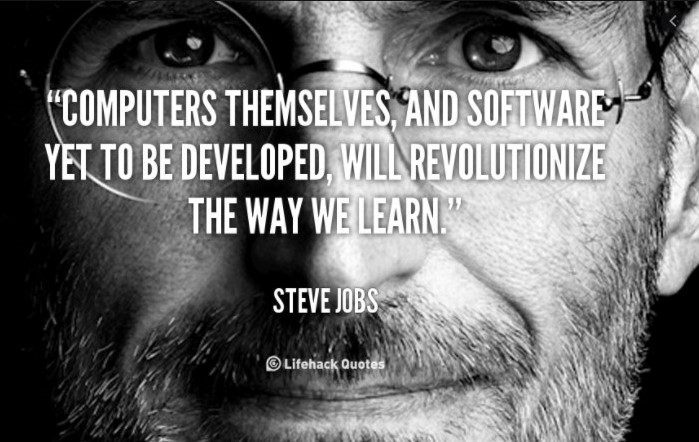 “COMPUTERS THEMSELVES, AND SOFTWARE
YET TO BE DEVELOPED, WILL REVOLUTIONIZE
THE WAY WE LEARN.”
STEVE JOBS
Lifehack Quotes